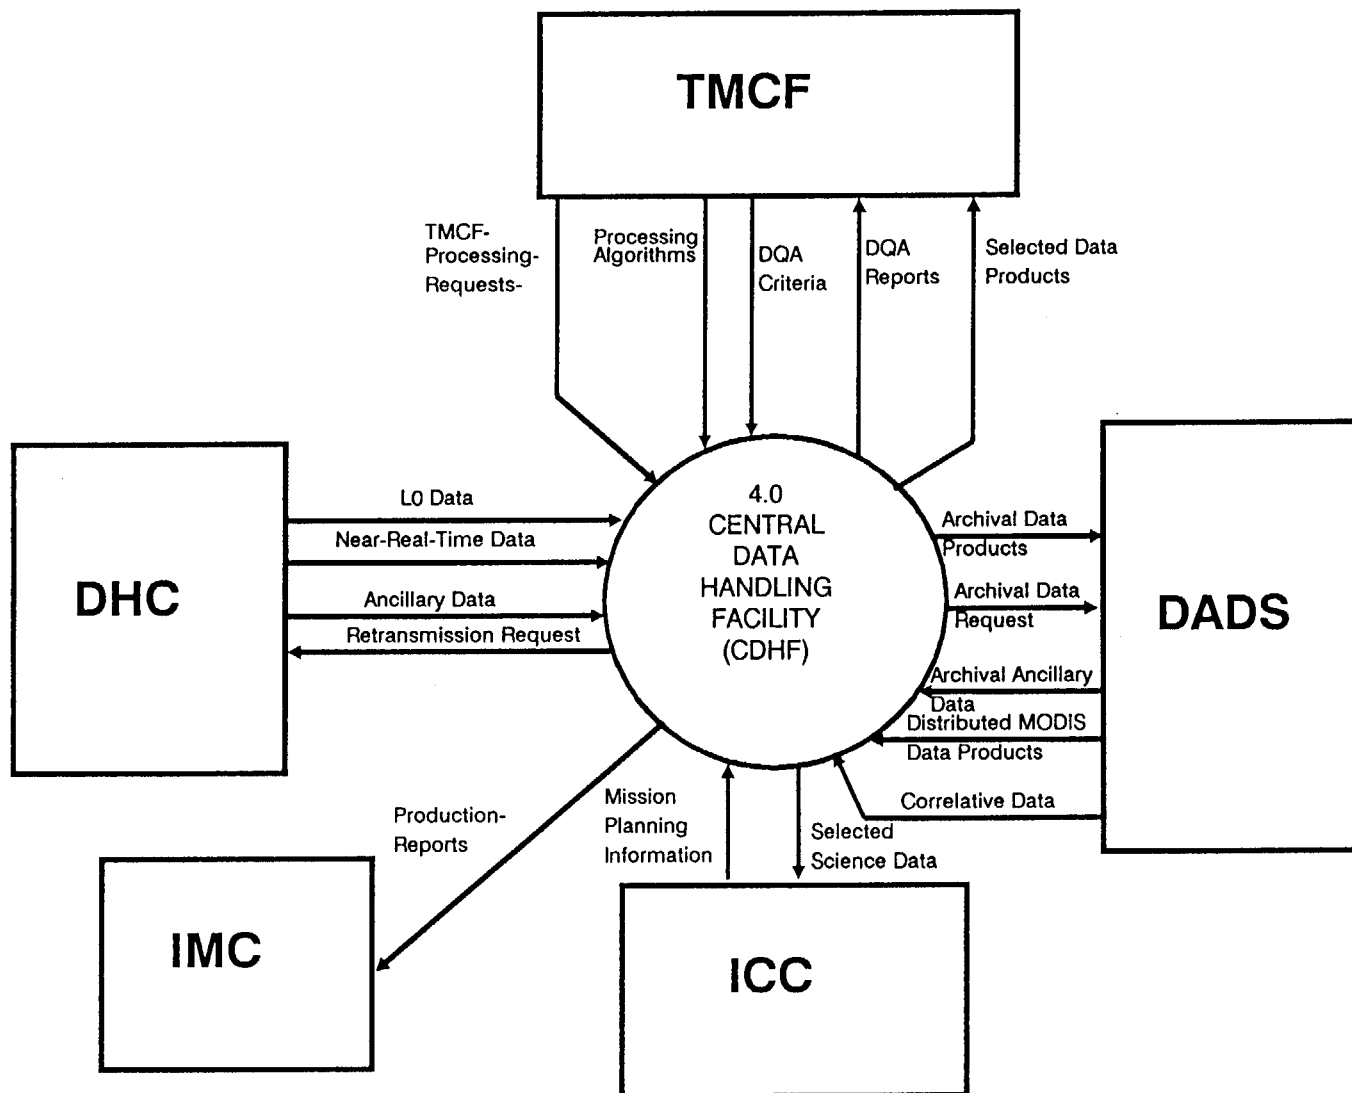 TMCF
TMCF-
Processing-
Requests-
Processing
Algorithms
DQA
Criteria
DQA
Reports
Selected Data
Products
DHC
L0 Data
Near-Real-Time Data
Ancillary Data
Retransmission Request
4.0
CENTRAL
DATA
HANDLING
FACILITY
(CDHF)
Archival Data
Products
Archival Data
Request
Archival Ancillary
Data
Distributed MODIS
Data Products
Correlative Data
DADS
Production-
Reports
Mission
Planning
Information
Selected
Science Data
IMC
ICC